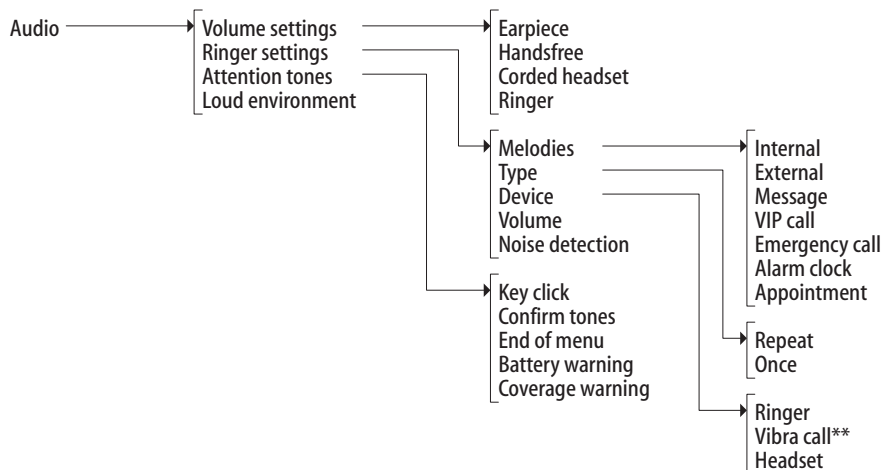 Audio
Volume settings
Ringer settings
Attention tones
Loud environment
Earpiece
Handsfree
Corded headset
Ringer
Melodies
Type
Device
Volume
Noise detection
Key click
Confirm tones
End of menu
Battery warning
Coverage warning
Internal
External
Message
VIP call
Emergency call
Alarm clock
Appointment
Repeat
Once
Ringer
Vibra call**
Headset